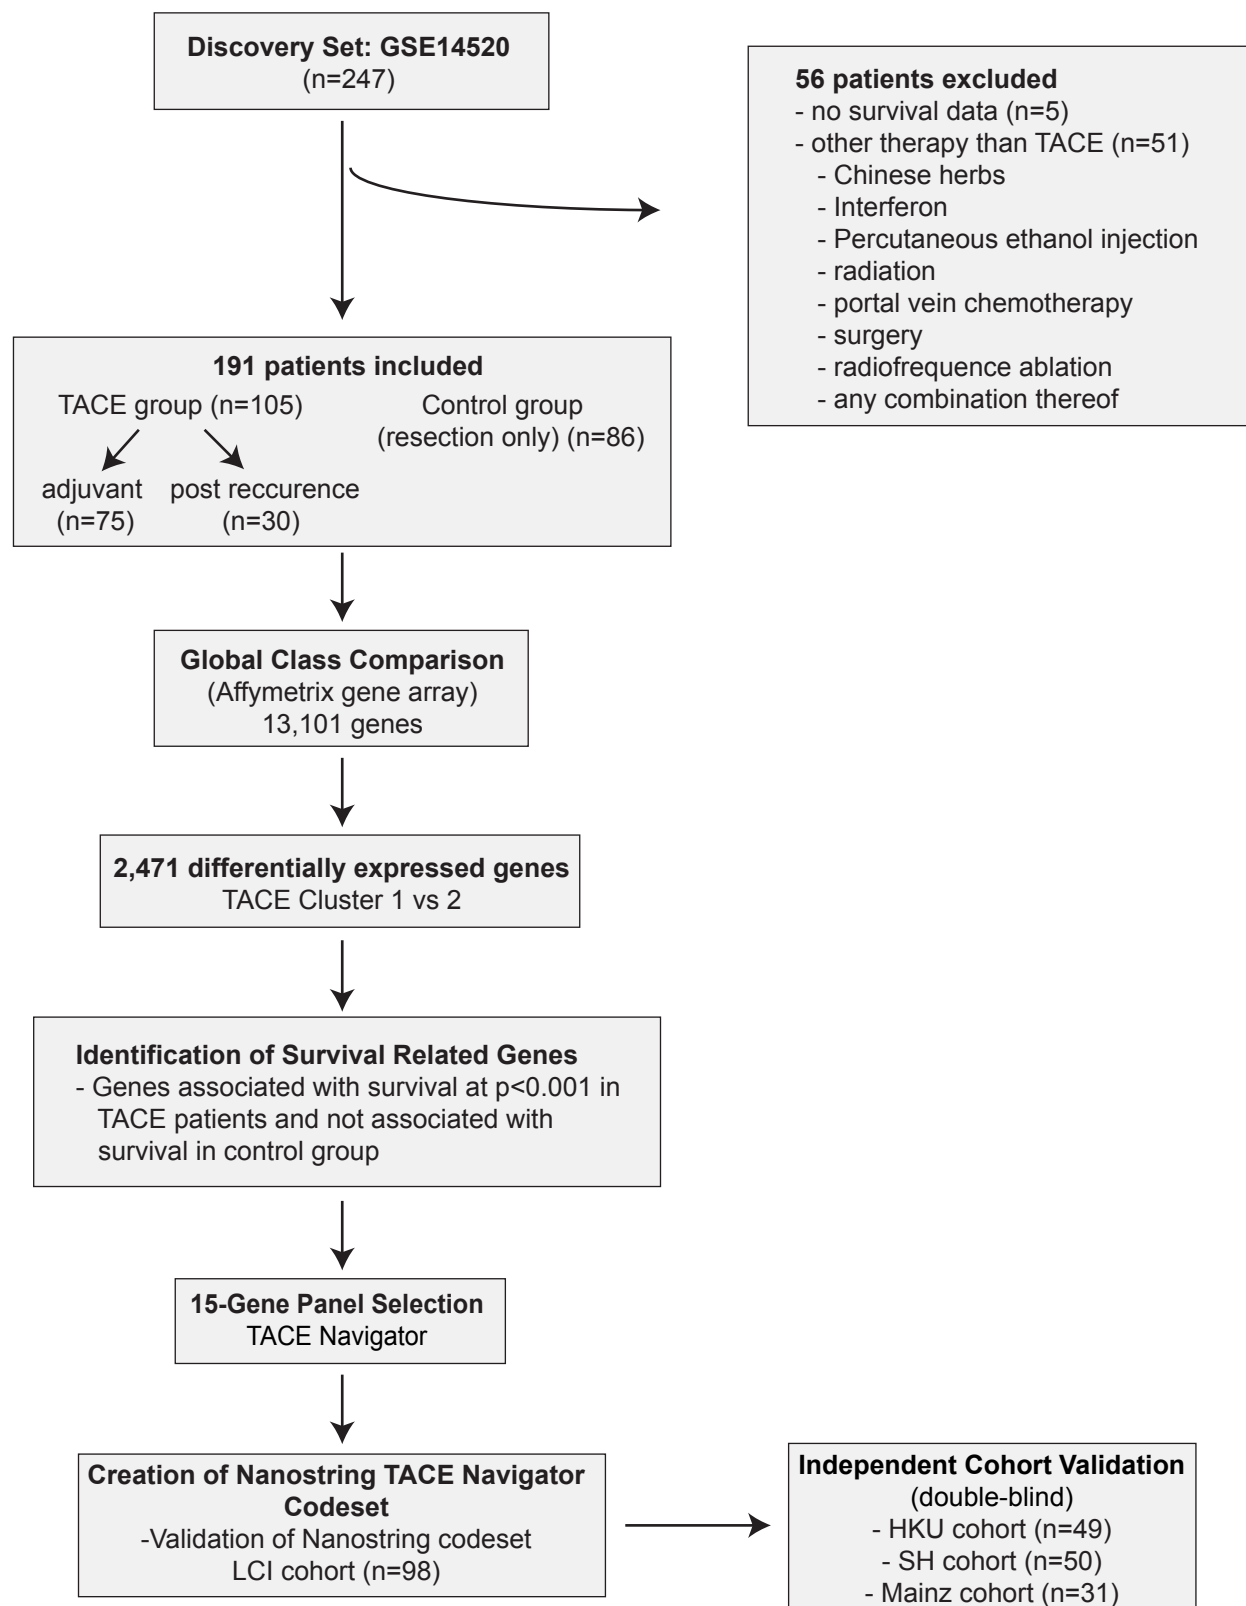 Discovery Set: GSE14520
(n=247)
56 patients excluded
- no survival data (n=5)
- other therapy than TACE (n=51)
- Chinese herbs
- Interferon
- Percutaneous ethanol injection
- radiation
- portal vein chemotherapy
- surgery
- radiofrequence ablation
- any combination thereof
191 patients included
TACE group (n=105)
Control group
(resection only) (n=86)
adjuvant
(n=75)
post reccurence
(n=30)
Global Class Comparison
(Affymetrix gene array)
13,101 genes
2,471 differentially expressed genes
TACE Cluster 1 vs 2
Identification of Survival Related Genes
- Genes associated with survival at p<0.001 in
TACE patients and not associated with
survival in control group
15-Gene Panel Selection
TACE Navigator
Creation of Nanostring TACE Navigator
Codeset
-Validation of Nanostring codeset
LCI cohort (n=98)
Independent Cohort Validation
(double-blind)
- HKU cohort (n=49)
- SH cohort (n=50)
- Mainz cohort (n=31)